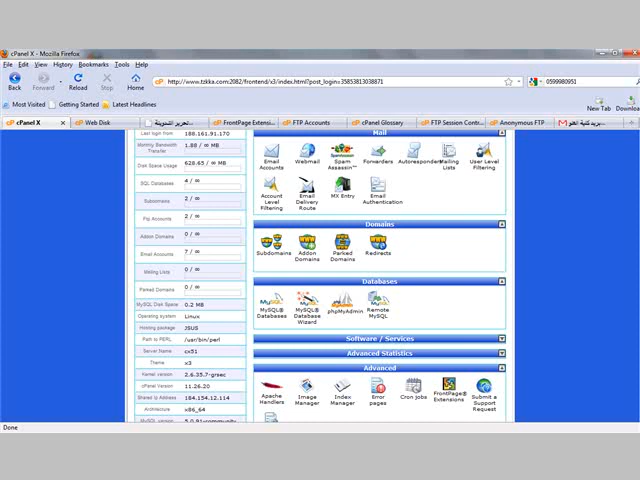 cPanel X - Mozilla Firefox
File Edit View History Bookmarks Tools Help
Back Forward Reload Stop Home
http://www.tzkka.com:2082/frontend/x3/index.html?post_login=35853813038871
0599980951
New Tab Downloa
Most Visited Getting Started Latest Headlines
cPanel X Web Disk تحرير التدوينة... FrontPage Extensi... FTP Accounts cPanel Glossary FTP Session Contr... Anonymous FTP
Last login from 188.161.91.170
Monthly Bandwidth Transfer 1.88 / ∞ MB
Disk Space Usage 628.65 / ∞ MB
SQL Databases 4 / ∞
Subdomains 2 / ∞
Ftp Accounts 2 / ∞
Addon Domains 0 / ∞
Email Accounts 7 / ∞
Mailing Lists 0 / ∞
Parked Domains 0 / ∞
MySQL Disk Space 0.2 MB
Operating system Linux
Hosting package JSUS
Path to PERL /usr/bin/perl
Server Name cx51
Theme x3
Kernel version 2.6.35.7-grsec
cPanel Version 11.26.20
Shared Ip Address 184.154.12.114
Architecture x86_64
MySQL version 5.0.91-community
Mail
Email Accounts
Webmail
Spam Assassin™
Forwarders
Autoresponders
Mailing Lists
User Level Filtering
Account Level Filtering
Email Delivery Route
MX Entry
Email Authentication
Domains
Subdomains
Addon Domains
Parked Domains
Redirects
Databases
MySQL® Databases
MySQL® Database Wizard
phpMyAdmin
Remote MySQL
Software / Services
Advanced Statistics
Advanced
Apache Handlers
Image Manager
Index Manager
Error pages
Cron jobs
FrontPage® Extensions
Submit a Support Request
Done